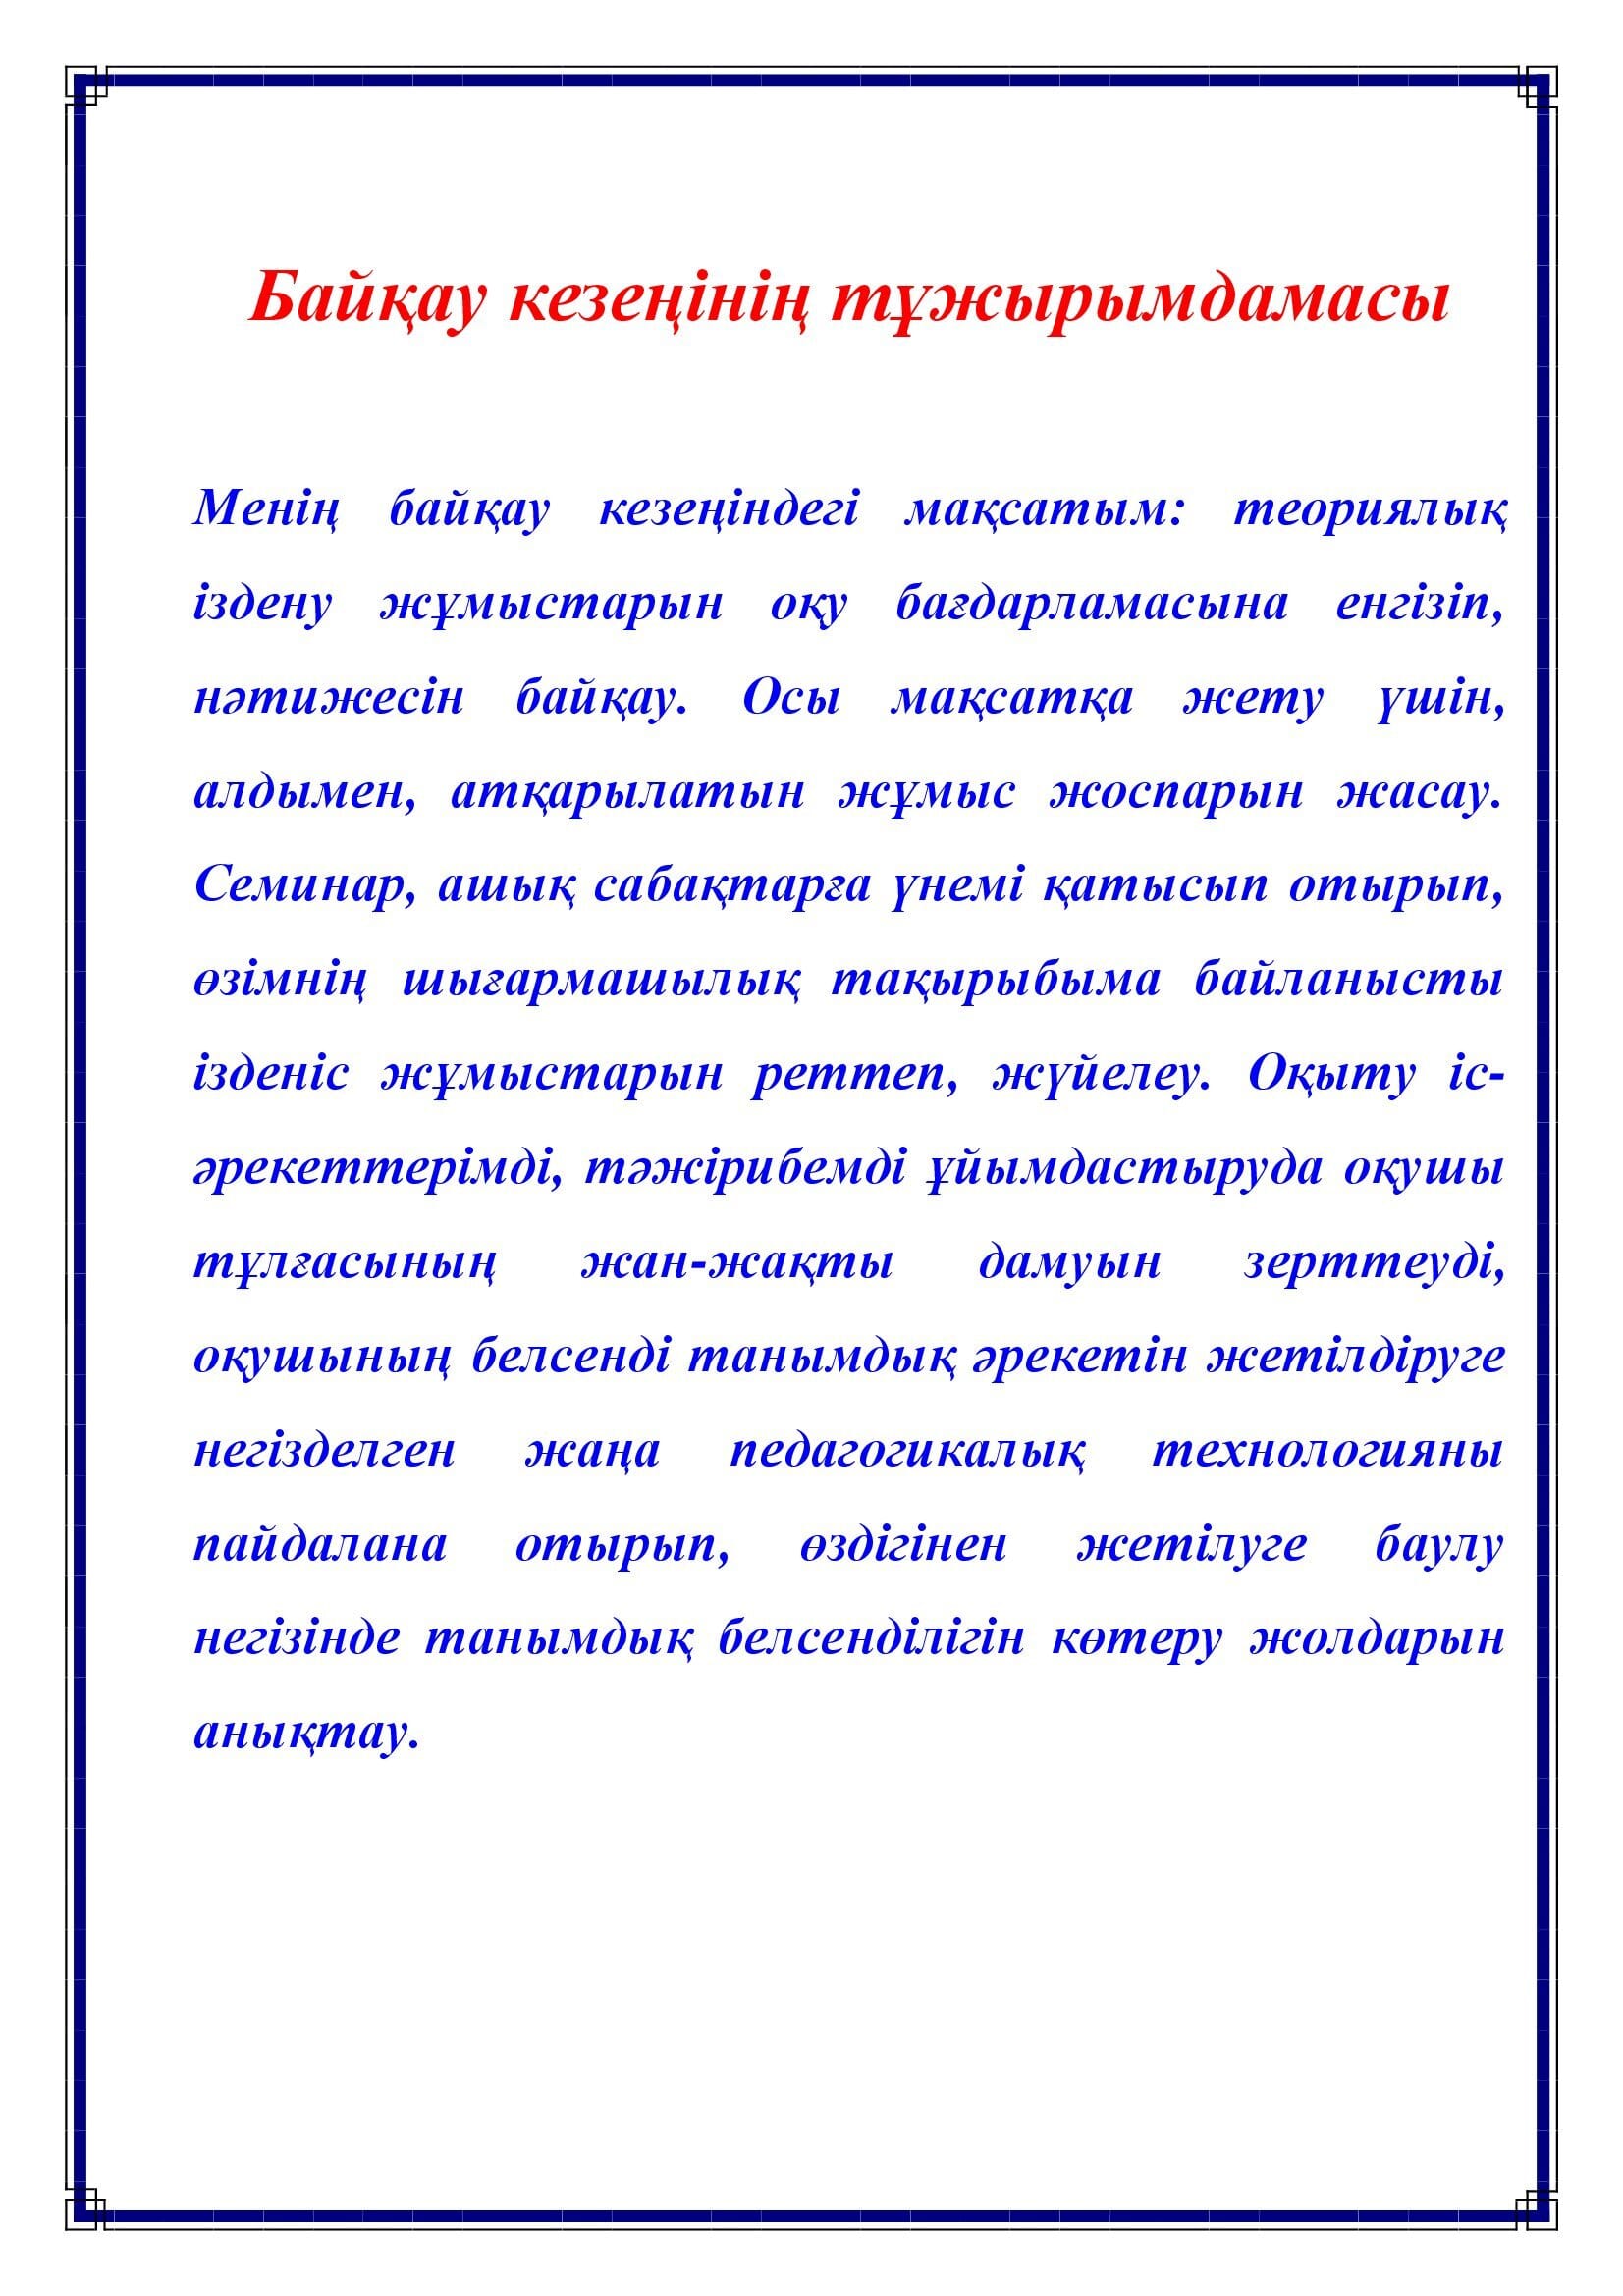 Байқау кезеңінің тұжырымдамасы
Менің байқау кезеңіндегі мақсатым: теориялық
іздену жұмыстарын оқу бағдарламасына енгізіп,
нәтижесін байқау. Осы мақсатқа жету үшін,
алдымен, атқарылатын жұмыс жоспарын жасау.
Семинар, ашық сабақтарға үнемі қатысып отырып,
өзімнің шығармашылық тақырыбыма байланысты
ізденіс жұмыстарын реттеп, жүйелеу. Оқыту іс-
әрекеттерімді, тәжірибемді ұйымдастыруда оқушы
тұлғасының жан-жақты дамуын зерттеуді,
оқушының белсенді танымдық әрекетін жетілдіруге
негізделген жаңа педагогикалық технологияны
пайдалана отырып, өздігінен жетілуге баулу
негізінде танымдық белсенділігін көтеру жолдарын
анықтау.